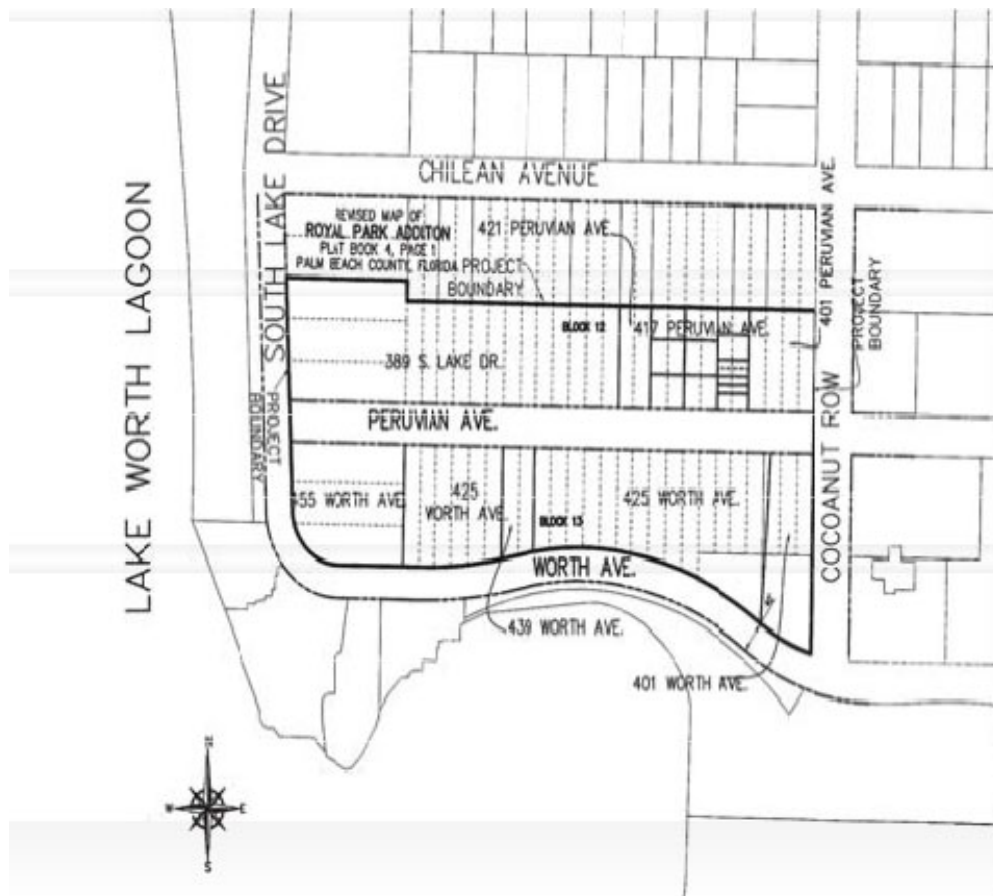 CHILEAN AVENUE
SOUTH LAKE DRIVE
LAKE WORTH LAGOON
REVISED MAP OF
ROYAL PARK ADDITON
PLAT BOOK 4, PAGE 1
PALM BEACH COUNTY, FLORIDA
421 PERUVIAN AVE.
PROJECT
BOUNDARY
401 PERUVIAN AVE.
PROJECT
BOUNDARY
BLOCK 12
417 PERUVIAN AVE.
389 S. LAKE DR.
PERUVIAN AVE.
PROJECT
BOUNDARY
COCOANUT ROW
455 WORTH AVE.
425
WORTH AVE.
425 WORTH AVE.
BLOCK 13
WORTH AVE.
439 WORTH AVE.
401 WORTH AVE.
W
E
S